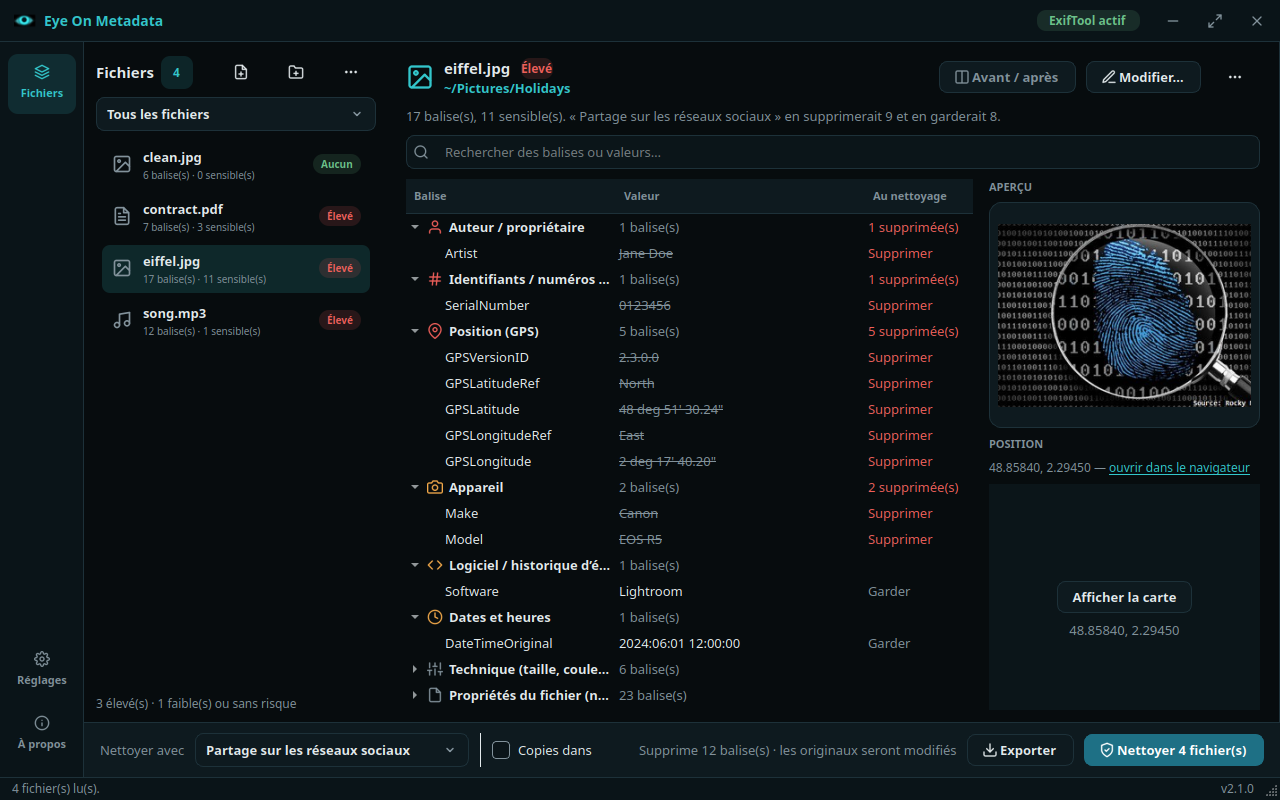 Eye On Metadata
ExifTool actif
Fichiers
Fichiers 4
Tous les fichiers
clean.jpg
6 balise(s) · 0 sensible(s)
Aucun
contract.pdf
7 balise(s) · 3 sensible(s)
Élevé
eiffel.jpg
17 balise(s) · 11 sensible(s)
Élevé
song.mp3
12 balise(s) · 1 sensible(s)
Élevé
3 élevé(s) · 1 faible(s) ou sans risque
Réglages
À propos
eiffel.jpg Élevé
~/Pictures/Holidays
Avant / après
Modifier...
17 balise(s), 11 sensible(s). « Partage sur les réseaux sociaux » en supprimerait 9 et en garderait 8.
Rechercher des balises ou valeurs...
Balise Valeur Au nettoyage
Auteur / propriétaire 1 balise(s) 1 supprimée(s)
Artist Jane Doe Supprimer
Identifiants / numéros ... 1 balise(s) 1 supprimée(s)
SerialNumber 0123456 Supprimer
Position (GPS) 5 balise(s) 5 supprimée(s)
GPSVersionID 2.3.0.0 Supprimer
GPSLatitudeRef North Supprimer
GPSLatitude 48 deg 51' 30.24" Supprimer
GPSLongitudeRef East Supprimer
GPSLongitude 2 deg 17' 40.20" Supprimer
Appareil 2 balise(s) 2 supprimée(s)
Make Canon Supprimer
Model EOS R5 Supprimer
Logiciel / historique d'é... 1 balise(s)
Software Lightroom Garder
Dates et heures 1 balise(s)
DateTimeOriginal 2024:06:01 12:00:00 Garder
Technique (taille, coule... 6 balise(s)
Propriétés du fichier (n... 23 balise(s)
APERÇU
Source: Rocky
POSITION
48.85840, 2.29450 — ouvrir dans le navigateur
Afficher la carte
48.85840, 2.29450
Nettoyer avec
Partage sur les réseaux sociaux
Copies dans
Supprime 12 balise(s) · les originaux seront modifiés
Exporter
Nettoyer 4 fichier(s)
4 fichier(s) lu(s).
v2.1.0